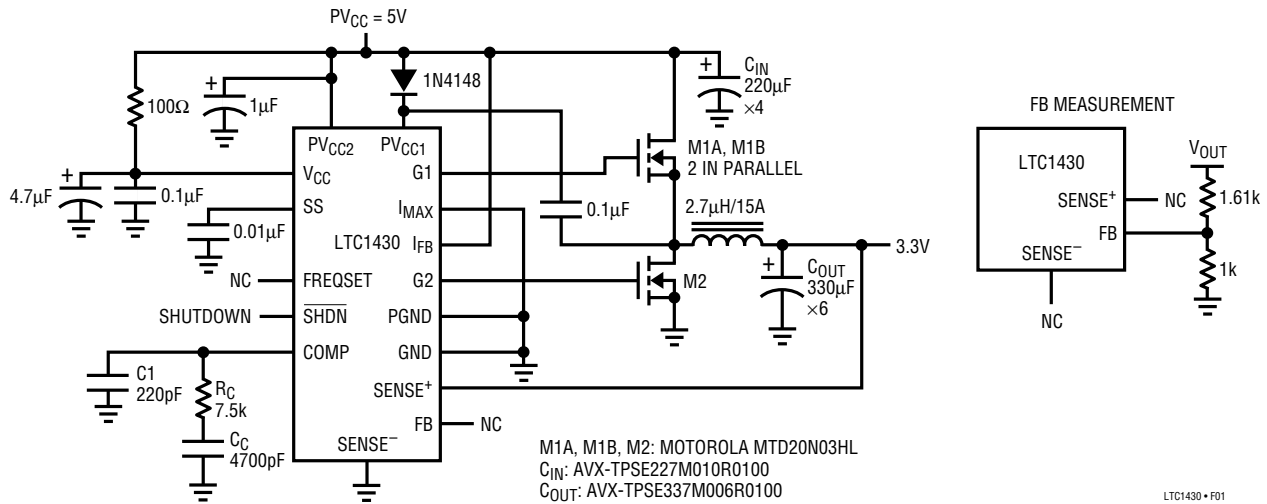 PVCC = 5V
100Ω
+
1µF
1N4148
+
CIN
220µF
×4
PVCC2
PVCC1
+
4.7µF
0.1µF
0.01µF
VCC
SS
LTC1430
NC
FREQSET
SHUTDOWN
SHDN
COMP
C1
220pF
RC
7.5k
CC
4700pF
SENSE–
G1
IMAX
IFB
G2
PGND
GND
SENSE+
FB
NC
0.1µF
M1A, M1B
2 IN PARALLEL
2.7µH/15A
3.3V
M2
+
COUT
330µF
×6
M1A, M1B, M2: MOTOROLA MTD20N03HL
CIN: AVX-TPSE227M010R0100
COUT: AVX-TPSE337M006R0100
FB MEASUREMENT
LTC1430
SENSE+
NC
FB
SENSE–
NC
VOUT
1.61k
1k
LTC1430 • F01